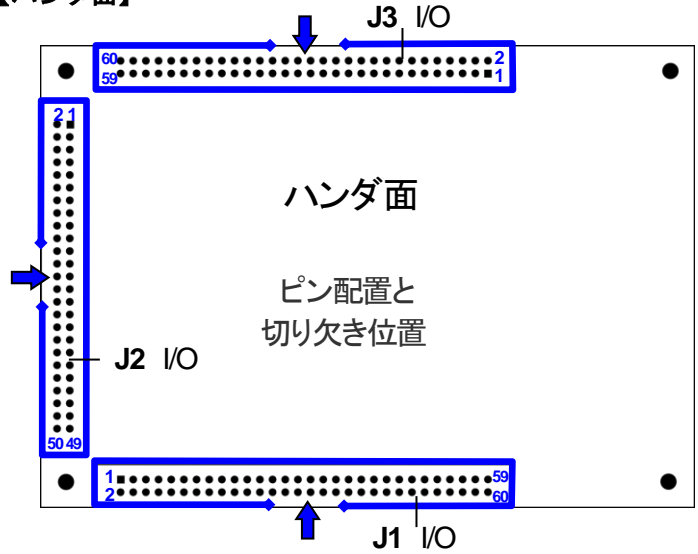 【ハンダ面】
J3 I/O
60 2
59 1
2 1
ハンダ面
ピン配置と
切り欠き位置
J2 I/O
50 49
1 59
2 60
J1 I/O